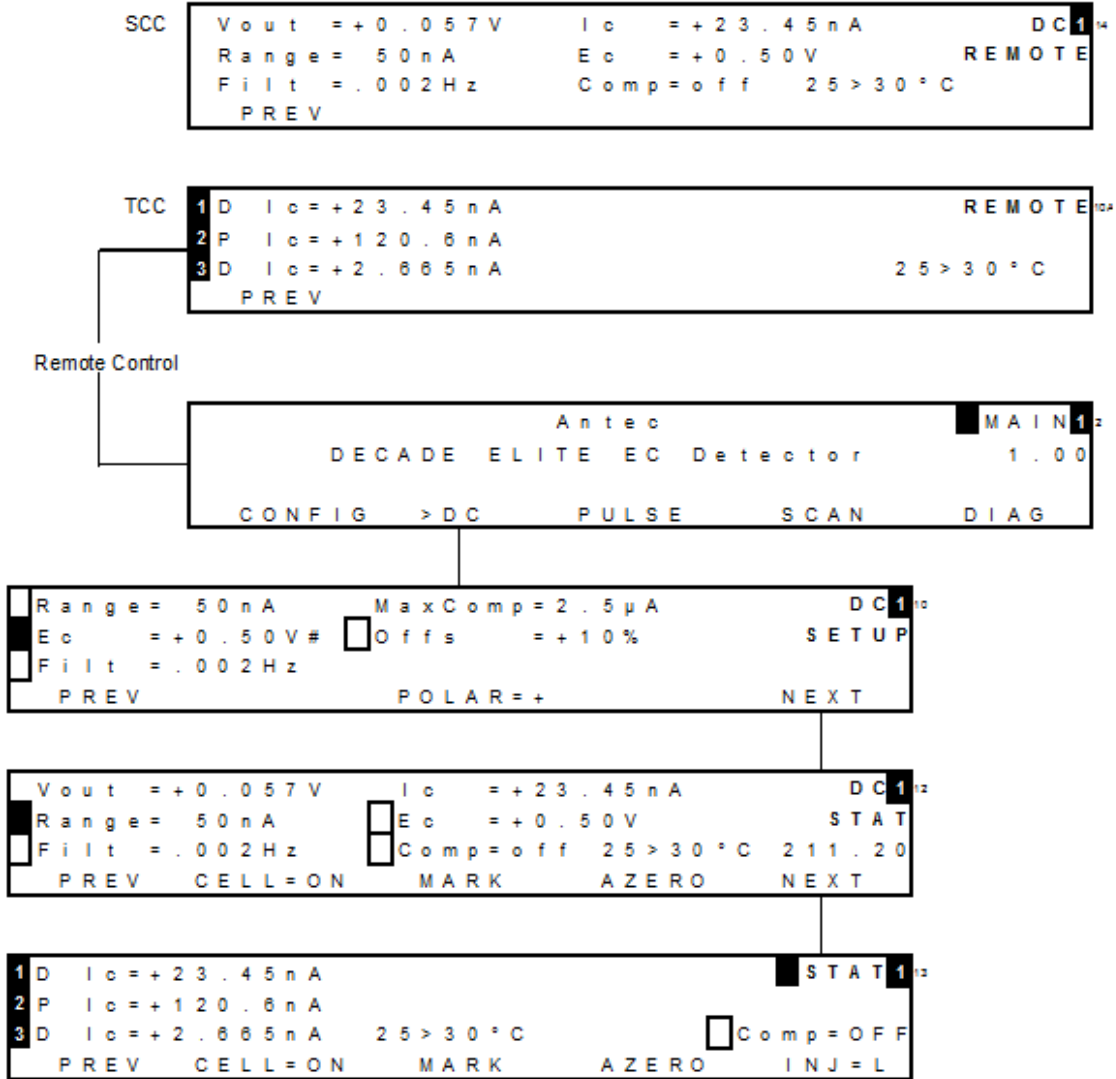 SCC
Vout =+0.057V Ic =+23.45nA DC1 14
Range= 50nA Ec =+0.50V REMOTE
Filt =.002Hz Comp=off 25>30°C
PREV
TCC
1 D Ic=+23.45nA REMOTE 10A
2 P Ic=+120.6nA
3 D Ic=+2.665nA 25>30°C
PREV
Remote Control
Antec MAIN1 2
DECADE ELITE EC Detector 1.00
CONFIG >DC PULSE SCAN DIAG
Range= 50nA MaxComp=2.5µA DC1 10
Ec =+0.50V# Offs =+10% SETUP
Filt =.002Hz
PREV POLAR=+ NEXT
Vout =+0.057V Ic =+23.45nA DC1 12
Range= 50nA Ec =+0.50V STAT
Filt =.002Hz Comp=off 25>30°C 211.20
PREV CELL=ON MARK AZERO NEXT
1 D Ic=+23.45nA STAT1 13
2 P Ic=+120.6nA
3 D Ic=+2.665nA 25>30°C Comp=OFF
PREV CELL=ON MARK AZERO INJ=L